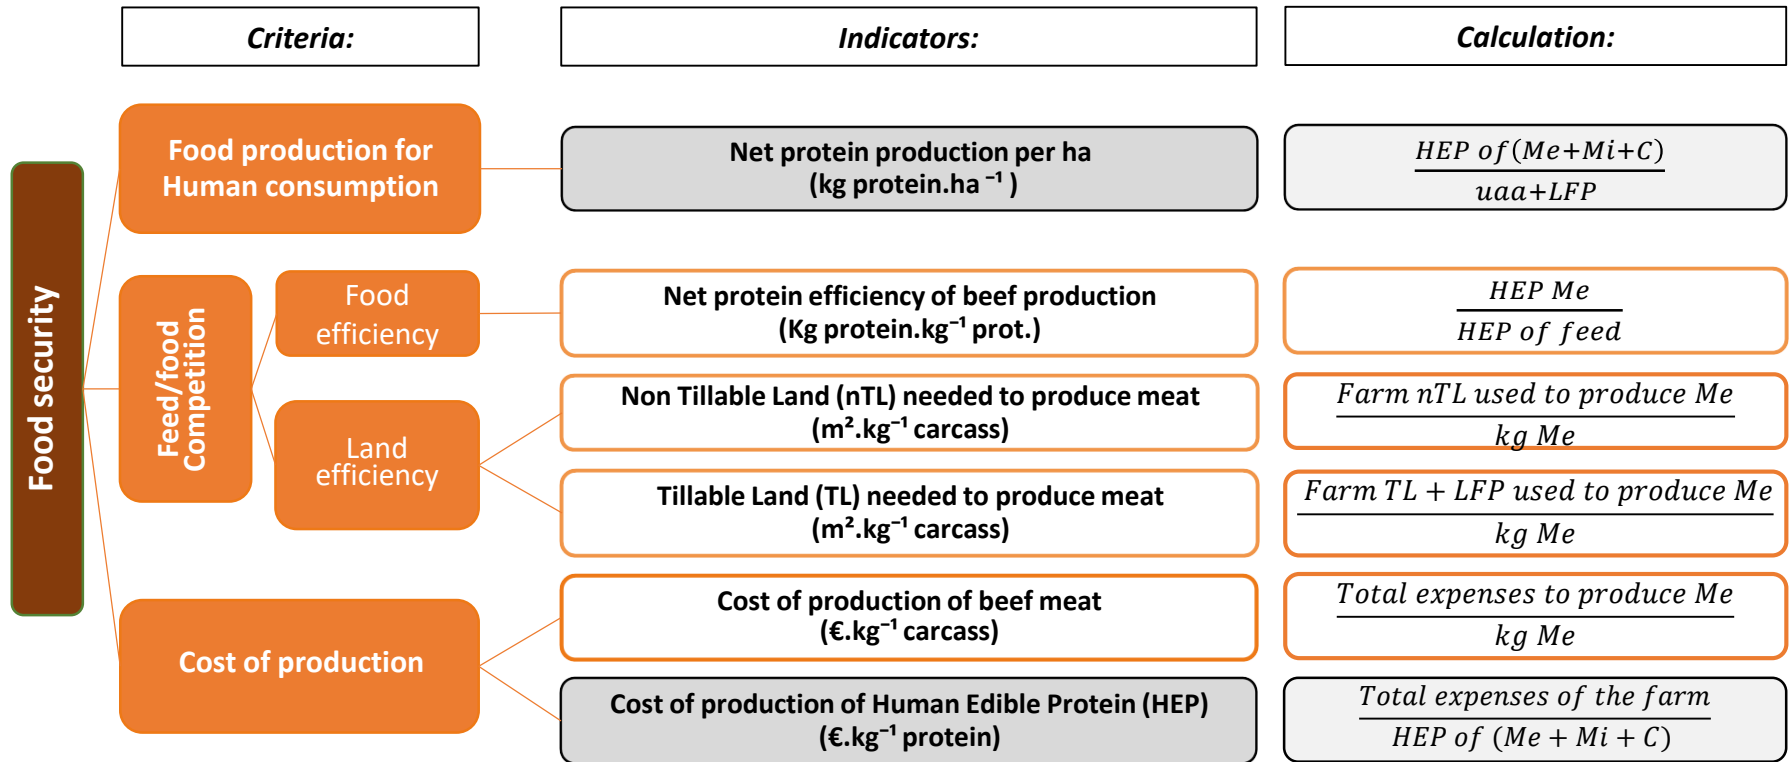 Criteria:
Indicators:
Calculation:
Food security
Food production for
Human consumption
Net protein production per ha
(kg protein.ha ⁻¹ )
HEP of(Me+Mi+C)
uaa+LFP
Feed/food
Competition
Food
efficiency
Net protein efficiency of beef production
(Kg protein.kg⁻¹ prot.)
HEP Me
HEP of feed
Land
efficiency
Non Tillable Land (nTL) needed to produce meat
(m².kg⁻¹ carcass)
Farm nTL used to produce Me
kg Me
Tillable Land (TL) needed to produce meat
(m².kg⁻¹ carcass)
Farm TL + LFP used to produce Me
kg Me
Cost of production
Cost of production of beef meat
(€.kg⁻¹ carcass)
Total expenses to produce Me
kg Me
Cost of production of Human Edible Protein (HEP)
(€.kg⁻¹ protein)
Total expenses of the farm
HEP of (Me + Mi + C)